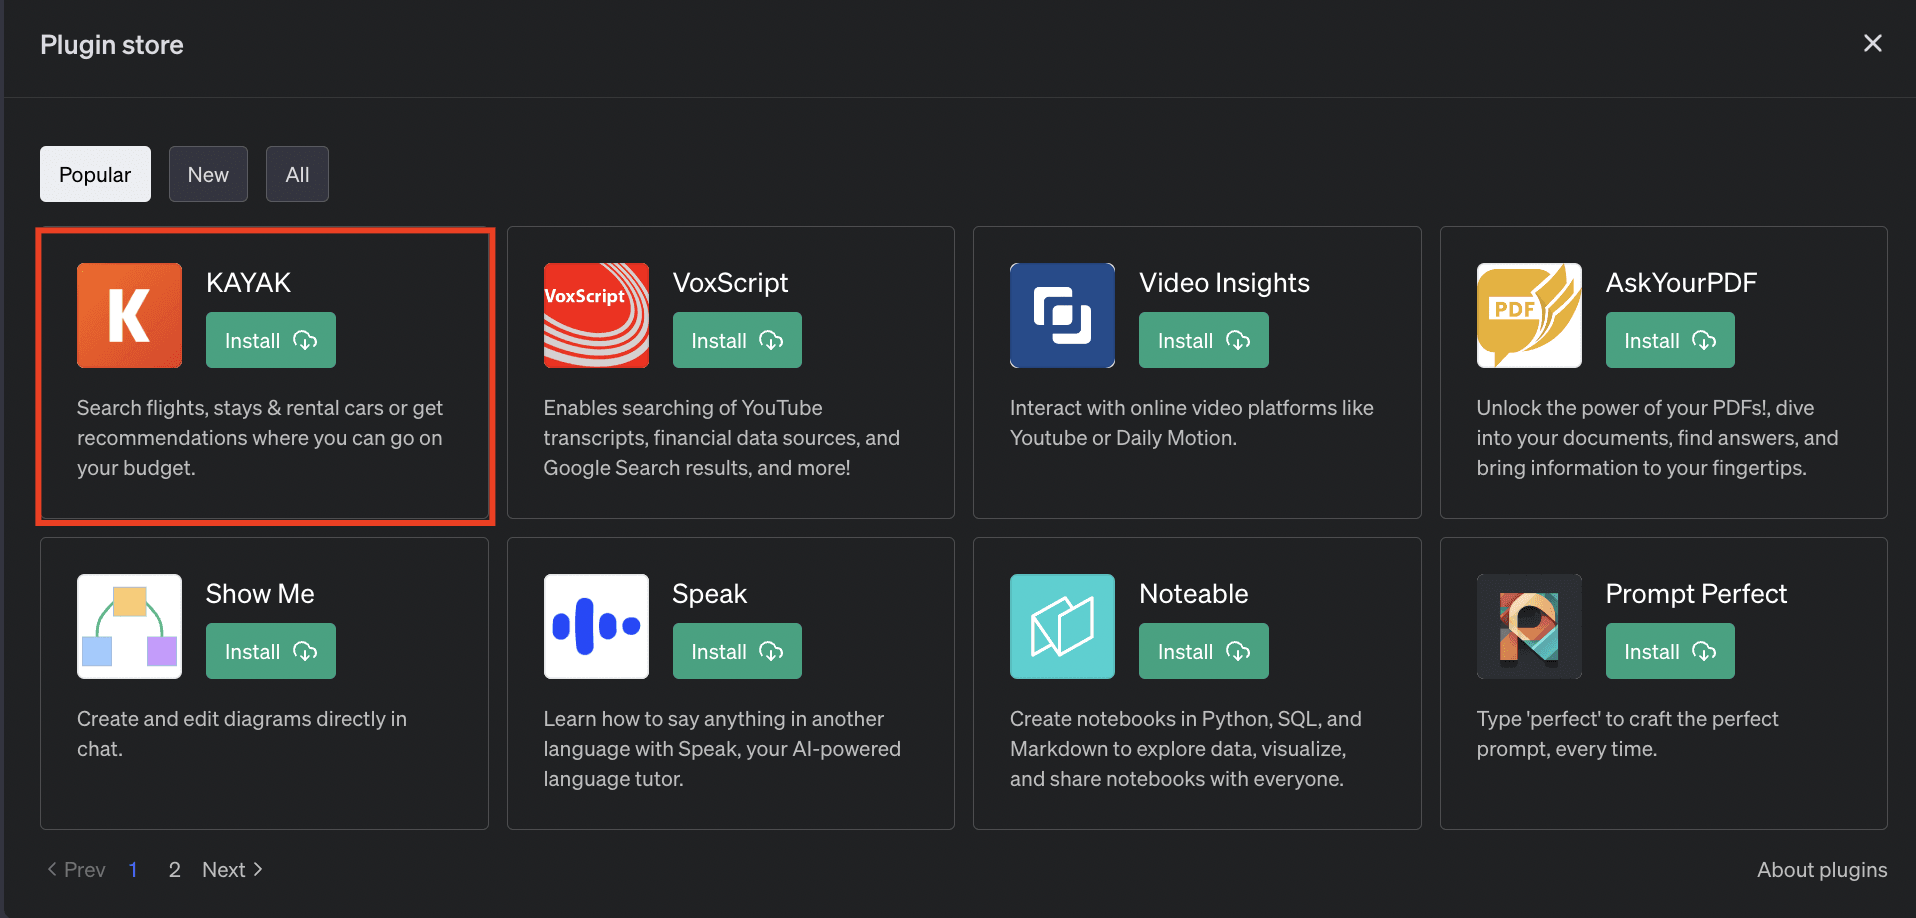 Plugin store
Popular
New
All
KAYAK
Install
Search flights, stays & rental cars or get
recommendations where you can go on
your budget.
VoxScript
VoxScript
Install
Enables searching of YouTube
transcripts, financial data sources, and
Google Search results, and more!
Video Insights
Install
Interact with online video platforms like
Youtube or Daily Motion.
PDF
AskYourPDF
Install
Unlock the power of your PDFs!, dive
into your documents, find answers, and
bring information to your fingertips.
Show Me
Install
Create and edit diagrams directly in
chat.
Speak
Install
Learn how to say anything in another
language with Speak, your AI-powered
language tutor.
Noteable
Install
Create notebooks in Python, SQL, and
Markdown to explore data, visualize,
and share notebooks with everyone.
Prompt Perfect
Install
Type 'perfect' to craft the perfect
prompt, every time.
Prev 1 2 Next
About plugins